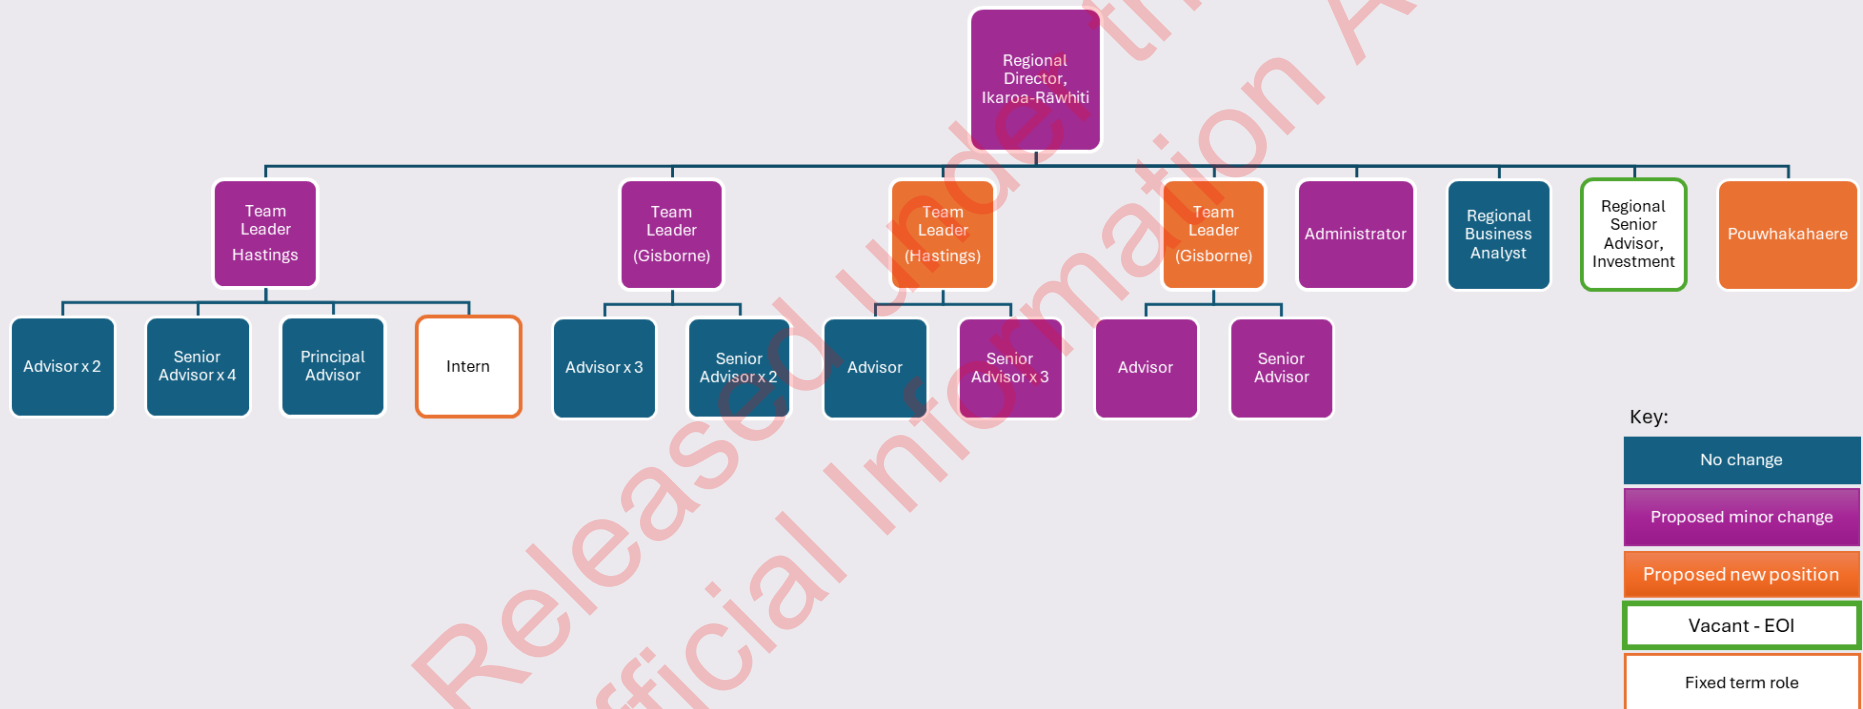 Regional
Director,
Ikaroa-Rāwhiti
Team
Leader
Hastings
Team
Leader
(Gisborne)
Team
Leader
(Hastings)
Team
Leader
(Gisborne)
Administrator
Regional
Business
Analyst
Regional
Senior
Advisor,
Investment
Pouwhakahaere
Advisor x 2
Senior
Advisor x 4
Principal
Advisor
Intern
Advisor x 3
Senior
Advisor x 2
Advisor
Senior
Advisor x 3
Advisor
Senior
Advisor
Key:
No change
Proposed minor change
Proposed new position
Vacant - EOI
Fixed term role
Released under th
fficial Information A